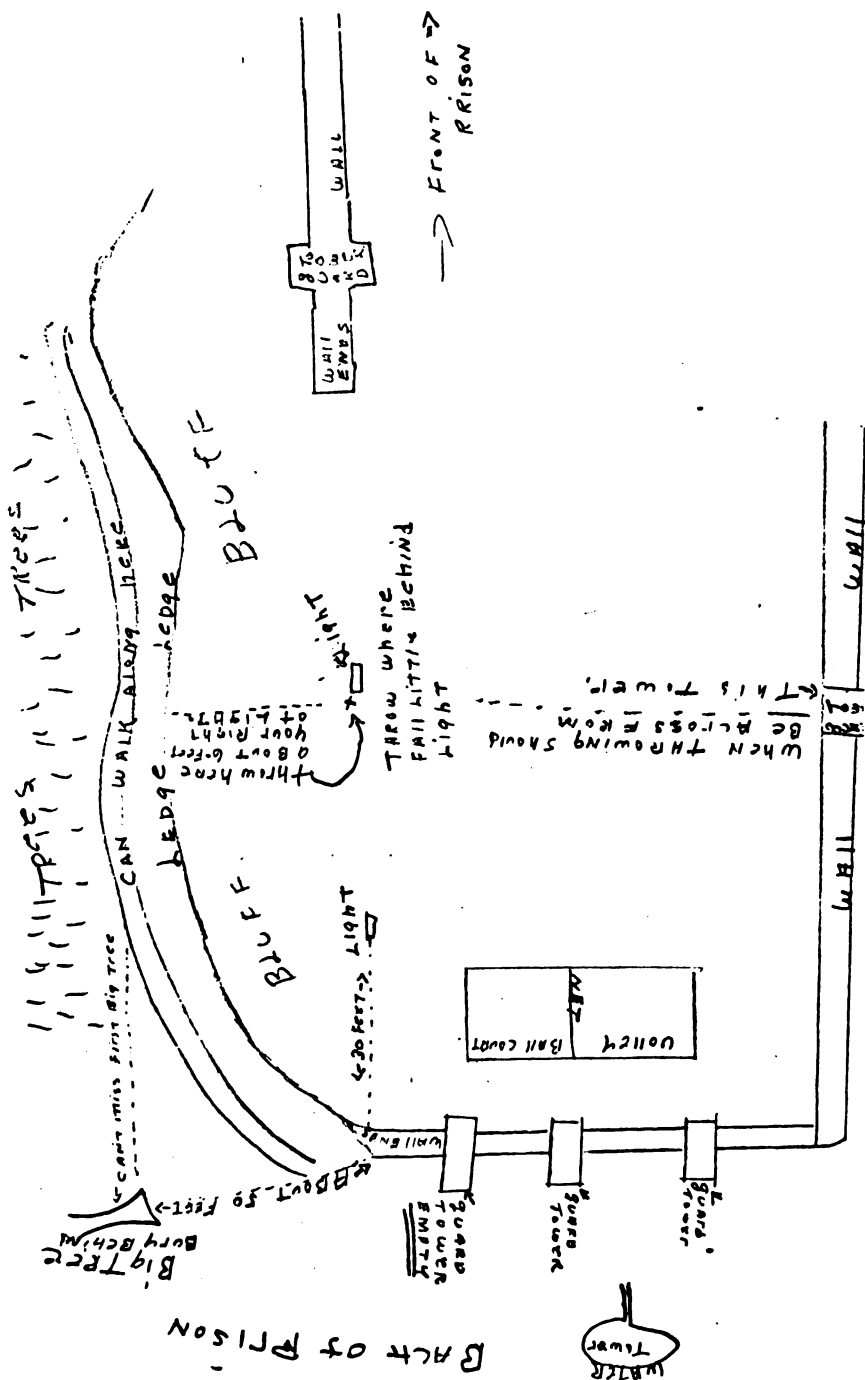 TREES
TREES
CAN'T MISS FIRST BIG TREE
CAN WALK ALONG HERE
LEDGE
LEDGE
BLUFF
BLUFF
BIG TREE
BURY BEHIND
ABOUT 50 FEET
throw here
ABOUT 6-FEET
YOUR RIGHT
OF LIGHT
LIGHT
THROW where
FALL LITTLE BEHIND
LIGHT
30 FEET
LIGHT
WALL ENDS
WALL
ENDS
SAME
WALL
→ FRONT OF ⇒
PRISON
WHEN THROWING SHOULD
BE ACROSS FROM
THIS TOWER.
VOLLEY
BALL COURT
NET
GUARD
TOWER
EMPTY
GUARD
TOWER
GUARD
TOWER
WALL
WALL
BACK OF PRISON
WATER
TOWER